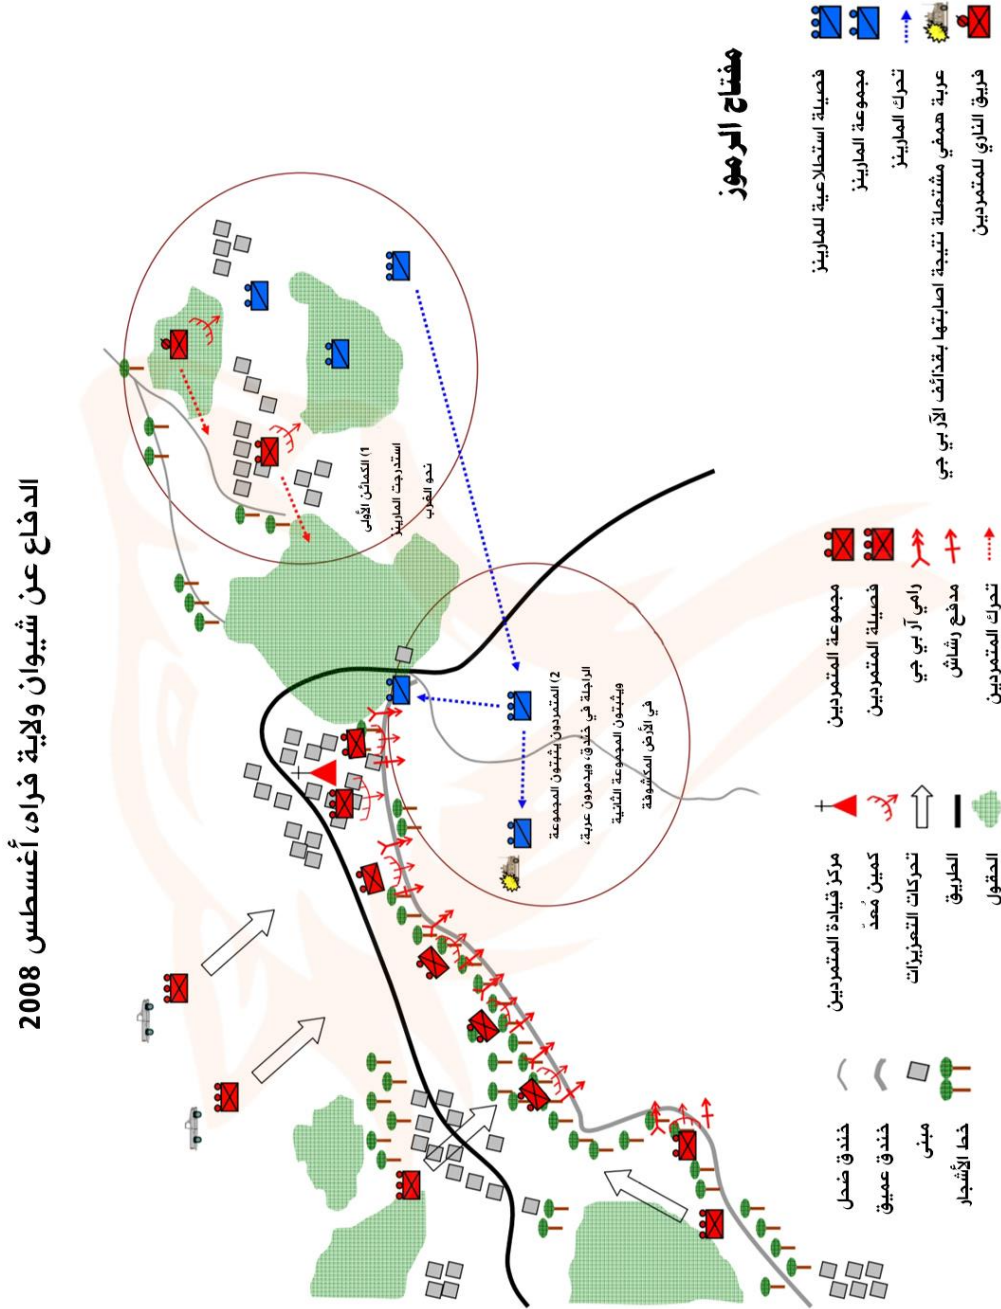 الدفاع عن شيوان ولاية فراه، أغسطس 2008
1) الكمائن الأولى
استدرجت المارينز
نحو الغرب
2) المتمردون يثبتون المجموعة
الراجلة في خندق، ويدمرون عربة،
ويثبتون المجموعة الثانية
في الأرض المكشوفة
مفتاح الرموز
فصيلة استطلاعية للمارينز
مجموعة المارينز
تحرك المارينز
عربة همفي مشتعلة نتيجة اصابتها بقذائف الآر بي جي
فريق الناري للمتمردين
مجموعة المتمردين
فصيلة المتمردين
رامي آر بي جي
مدفع رشاش
تحرك المتمردين
مركز قيادة المتمردين
كمين مُعدّ
تحركات التعزيزات
الطريق
الحقول
خندق ضحل
خندق عميق
مبنى
خط الأشجار